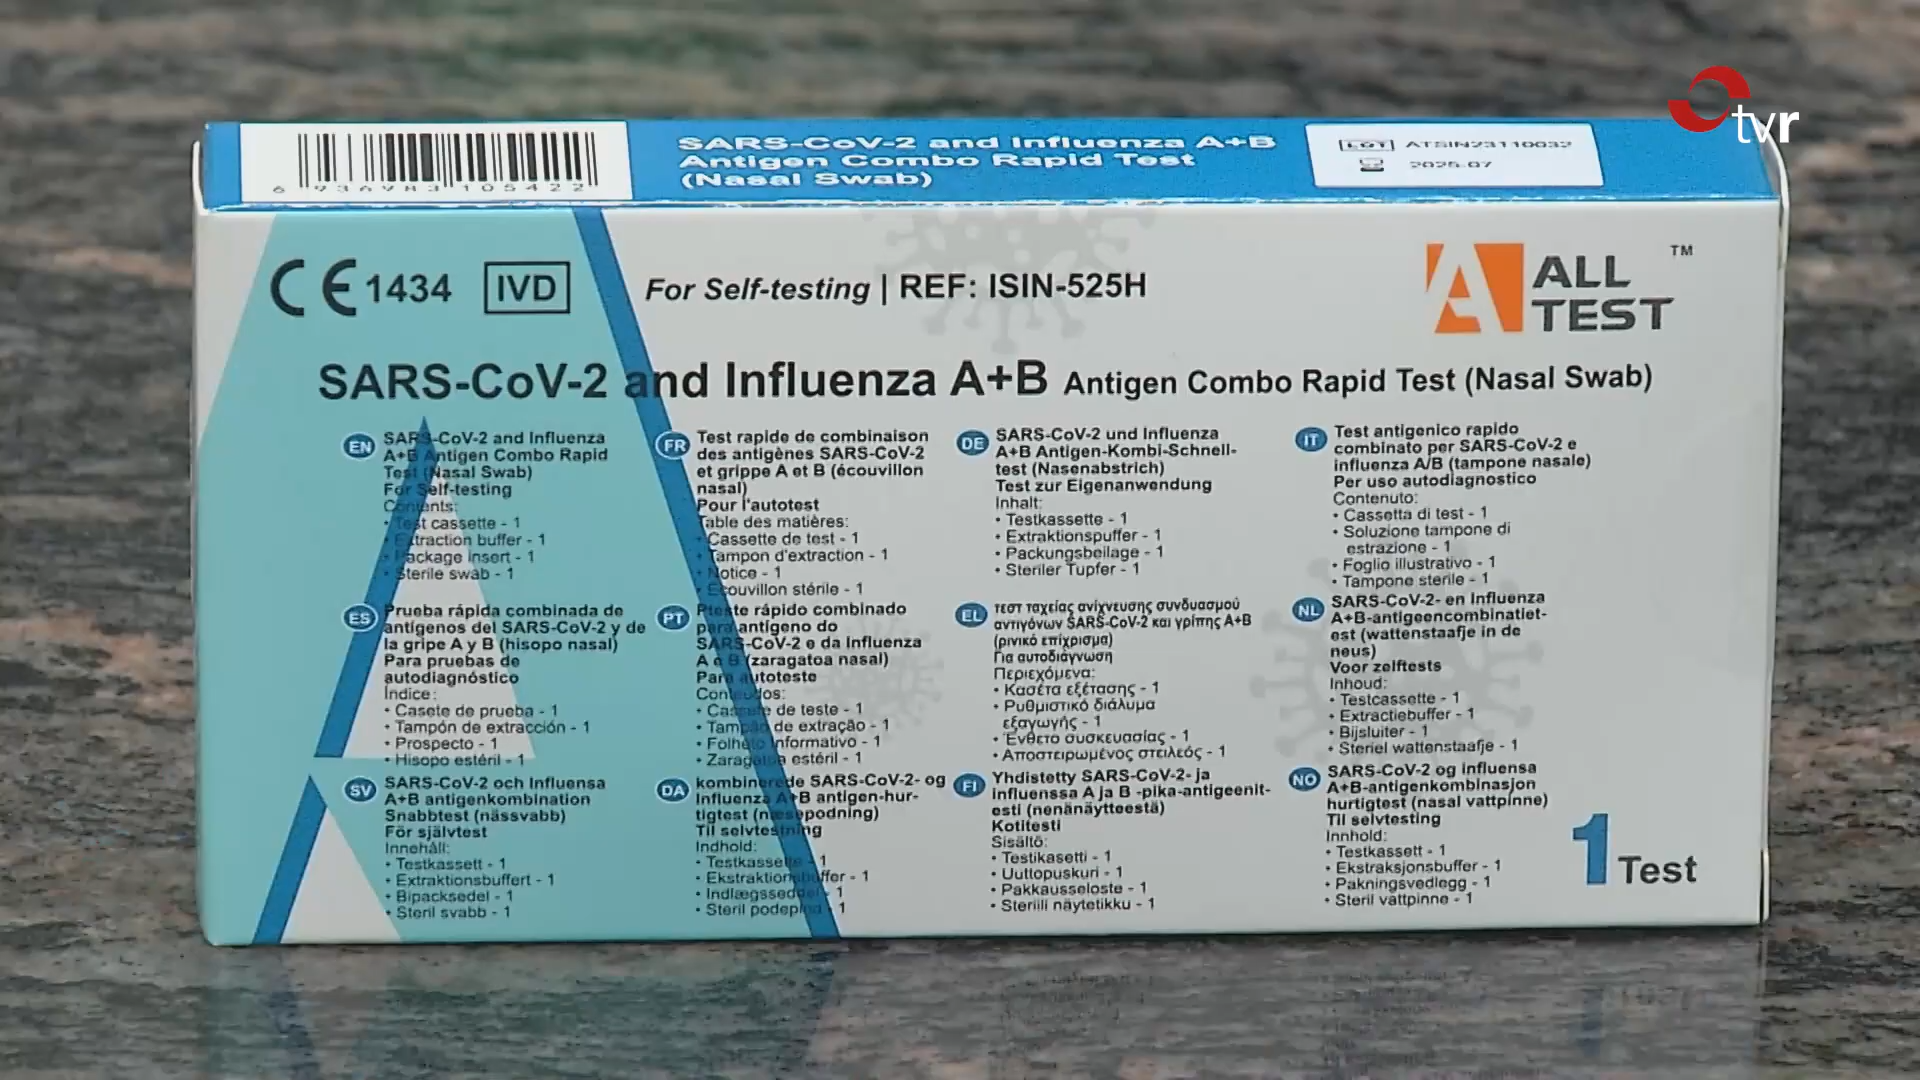 tvr
6 936983 105422
SARS-CoV-2 and Influenza A+B
Antigen Combo Rapid Test
(Nasal Swab)
LOT ATSIN23110032
2025-07
CE 1434 IVD For Self-testing | REF: ISIN-525H
ALL
TEST
™
SARS-CoV-2 and Influenza A+B Antigen Combo Rapid Test (Nasal Swab)
EN
SARS-CoV-2 and Influenza
A+B Antigen Combo Rapid
Test (Nasal Swab)
For Self-testing
Contents:
• Test cassette - 1
• Extraction buffer - 1
• Package insert - 1
• Sterile swab - 1
FR
Test rapide de combinaison
des antigènes SARS-CoV-2
et grippe A et B (écouvillon
nasal)
Pour l'autotest
Table des matières:
• Cassette de test - 1
• Tampon d'extraction - 1
• Notice - 1
• Écouvillon stérile - 1
DE
SARS-CoV-2 und Influenza
A+B Antigen-Kombi-Schnell-
test (Nasenabstrich)
Test zur Eigenanwendung
Inhalt:
• Testkassette - 1
• Extraktionspuffer - 1
• Packungsbeilage - 1
• Steriler Tupfer - 1
IT
Test antigenico rapido
combinato per SARS-CoV-2 e
influenza A/B (tampone nasale)
Per uso autodiagnostico
Contenuto:
• Cassetta di test - 1
• Soluzione tampone di
estrazione - 1
• Foglio illustrativo - 1
• Tampone sterile - 1
ES
Prueba rápida combinada de
antígenos del SARS-CoV-2 y de
la gripe A y B (hisopo nasal)
Para pruebas de
autodiagnóstico
Índice:
• Casete de prueba - 1
• Tampón de extracción - 1
• Prospecto - 1
• Hisopo estéril - 1
PT
Pteste rápido combinado
para antígeno do
SARS-CoV-2 e da Influenza
A e B (zaragatoa nasal)
Para autoteste
Conteúdos:
• Cassete de teste - 1
• Tampão de extração - 1
• Folheto informativo - 1
• Zaragatoa estéril - 1
EL
τεστ ταχείας ανίχνευσης συνδυασμού
αντιγόνων SARS-CoV-2 και γρίπης A+B
(ρινικό επίχρισμα)
Για αυτοδιάγνωση
Περιεχόμενα:
• Κασέτα εξέτασης - 1
• Ρυθμιστικό διάλυμα
εξαγωγής - 1
• Ένθετο συσκευασίας - 1
• Αποστειρωμένος στειλεός - 1
NL
SARS-CoV-2- en Influenza
A+B-antigeencombinatiet-
est (wattenstaafje in de
neus)
Voor zelftests
Inhoud:
• Testcassette - 1
• Extractiebuffer - 1
• Bijsluiter - 1
• Steriel wattenstaafje - 1
SV
SARS-CoV-2 och Influensa
A+B antigenkombination
Snabbtest (nässvabb)
För självtest
Innehåll:
• Testkassett - 1
• Extraktionsbuffert - 1
• Bipacksedel - 1
• Steril svabb - 1
DA
kombinerede SARS-CoV-2- og
Influenza A+B antigen-hur-
tigtest (næsepodning)
Til selvtestning
Indhold:
• Testkassette - 1
• Ekstraktionsbuffer - 1
• Indlægsseddel - 1
• Steril podepind - 1
FI
Yhdistetty SARS-CoV-2- ja
Influenssa A ja B -pika-antigeenit-
esti (nenänäytteestä)
Kotitesti
Sisältö:
• Testikasetti - 1
• Uuttopuskuri - 1
• Pakkausseloste - 1
• Steriili näytetikku - 1
NO
SARS-CoV-2 og influensa
A+B-antigenkombinasjon
hurtigtest (nasal vattpinne)
Til selvtesting
Innhold:
• Testkassett - 1
• Ekstraksjonsbuffer - 1
• Pakningsvedlegg - 1
• Steril vattpinne - 1
1 Test